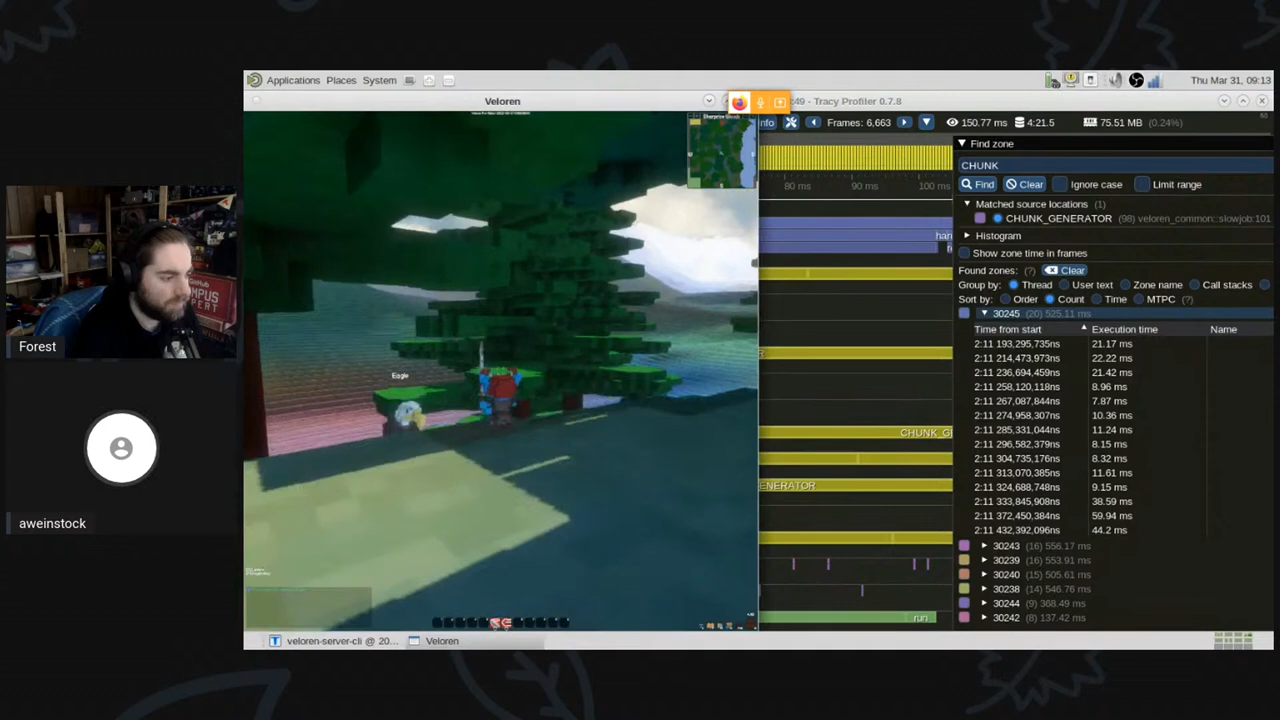 Applications Places System
Thu Mar 31, 09:13
Veloren
49 - Tracy Profiler 0.7.8
nfo
Frames: 6,663
150.77 ms
4:21.5
75.51 MB (0.24%)
Find zone
CHUNK
Find
Clear
Ignore case
Limit range
80 ms
90 ms
100 ms
Matched source locations (1)
CHUNK_GENERATOR (98) veloren_common::slowjob:101
Histogram
Show zone time in frames
Found zones: (?)
Clear
Group by:
Thread
User text
Zone name
Call stacks
Sort by:
Order
Count
Time
MTPC (?)
30245 (20) 525.11 ms
Time from start
Execution time
Name
2:11 193,295,735ns 21.17 ms
2:11 214,473,973ns 22.22 ms
2:11 236,694,459ns 21.42 ms
2:11 258,120,118ns 8.96 ms
2:11 267,087,844ns 7.87 ms
2:11 274,958,307ns 10.36 ms
2:11 285,331,044ns 11.24 ms
2:11 296,582,379ns 8.15 ms
2:11 304,735,176ns 8.32 ms
2:11 313,070,385ns 11.61 ms
2:11 324,688,748ns 9.15 ms
2:11 333,845,908ns 38.59 ms
2:11 372,450,384ns 59.94 ms
2:11 432,392,096ns 44.2 ms
30243 (16) 556.17 ms
30239 (16) 553.91 ms
30240 (15) 505.61 ms
30238 (14) 546.76 ms
30244 (9) 368.49 ms
30242 (8) 137.42 ms
CHUNK_G
ENERATOR
run
Eagle
Forest
aweinstock
veloren-server-cli @ 20...
Veloren